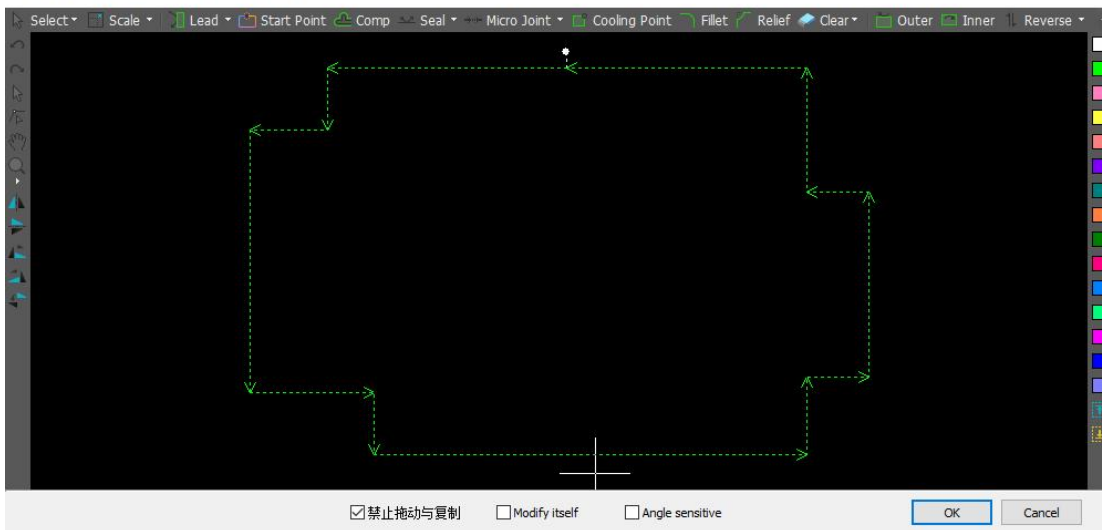 Select Scale Lead Start Point Comp Seal Micro Joint Cooling Point Fillet Relief Clear Outer Inner Reverse
禁止拖动与复制 Modify itself Angle sensitive OK Cancel